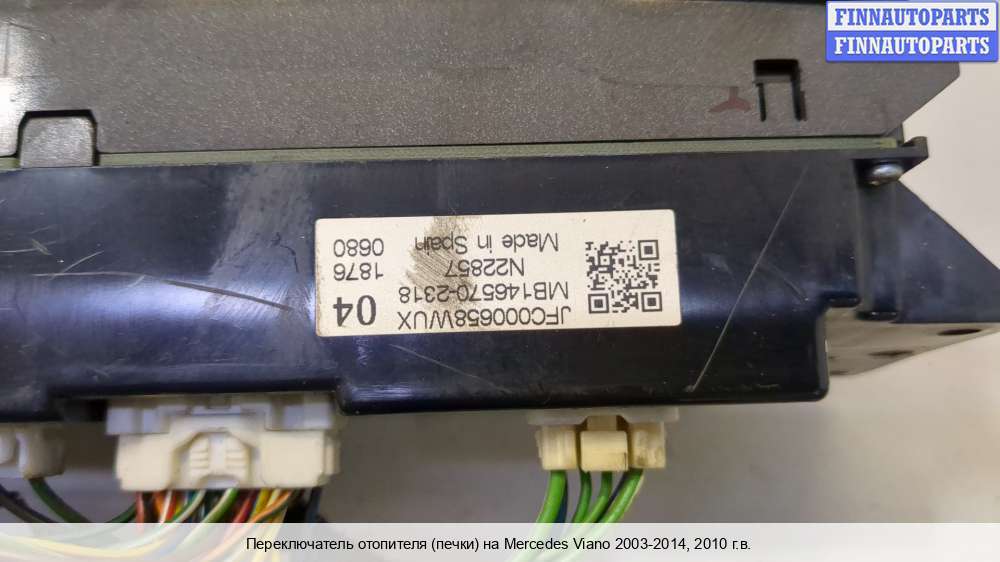 FINNAUTOPARTS
FINNAUTOPARTS
JFC000658WUX
MB146570-2318 04
N22857 1876
Made in Spain 0680
Переключатель отопителя (печки) на Mercedes Viano 2003-2014, 2010 г.в.